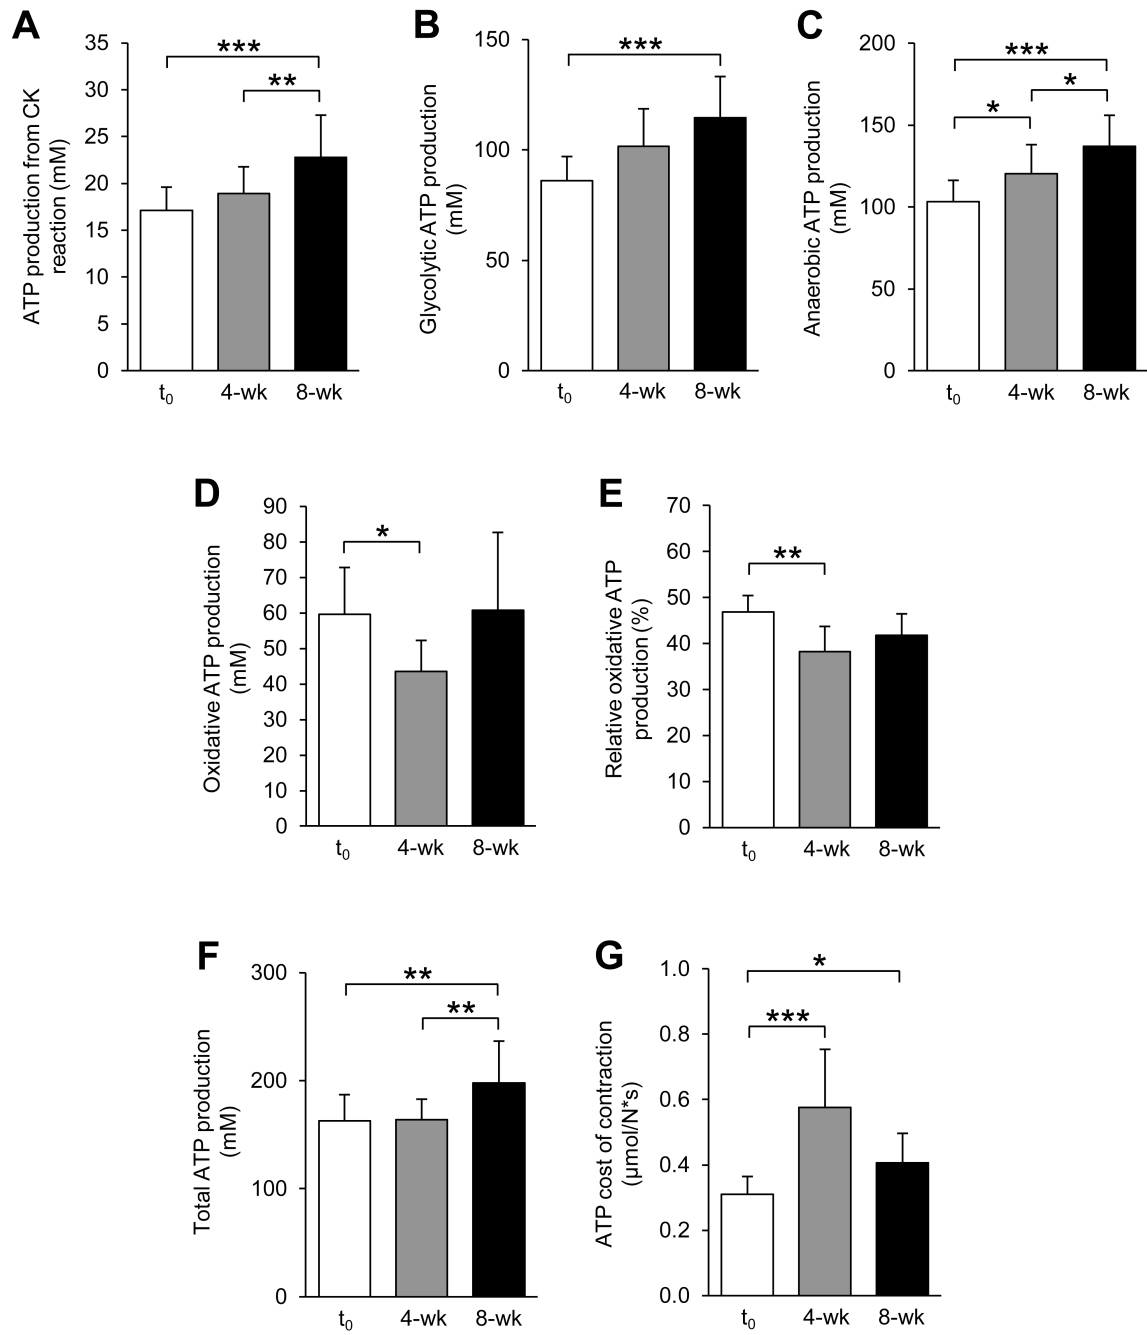 A
ATP production from CK
reaction (mM)
35
30
25
20
15
10
5
0
***
**
t₀ 4-wk 8-wk
B
Glycolytic ATP production
(mM)
150
100
50
0
***
t₀ 4-wk 8-wk
C
Anaerobic ATP production
(mM)
200
150
100
50
0
***
*
*
t₀ 4-wk 8-wk
D
Oxidative ATP production
(mM)
90
80
70
60
50
40
30
20
10
0
*
t₀ 4-wk 8-wk
E
Relative oxidative ATP
production (%)
70
60
50
40
30
20
10
0
**
t₀ 4-wk 8-wk
F
Total ATP production
(mM)
300
200
100
0
**
**
t₀ 4-wk 8-wk
G
ATP cost of contraction
(μmol/N*s)
1.0
0.8
0.6
0.4
0.2
0.0
*
***
t₀ 4-wk 8-wk